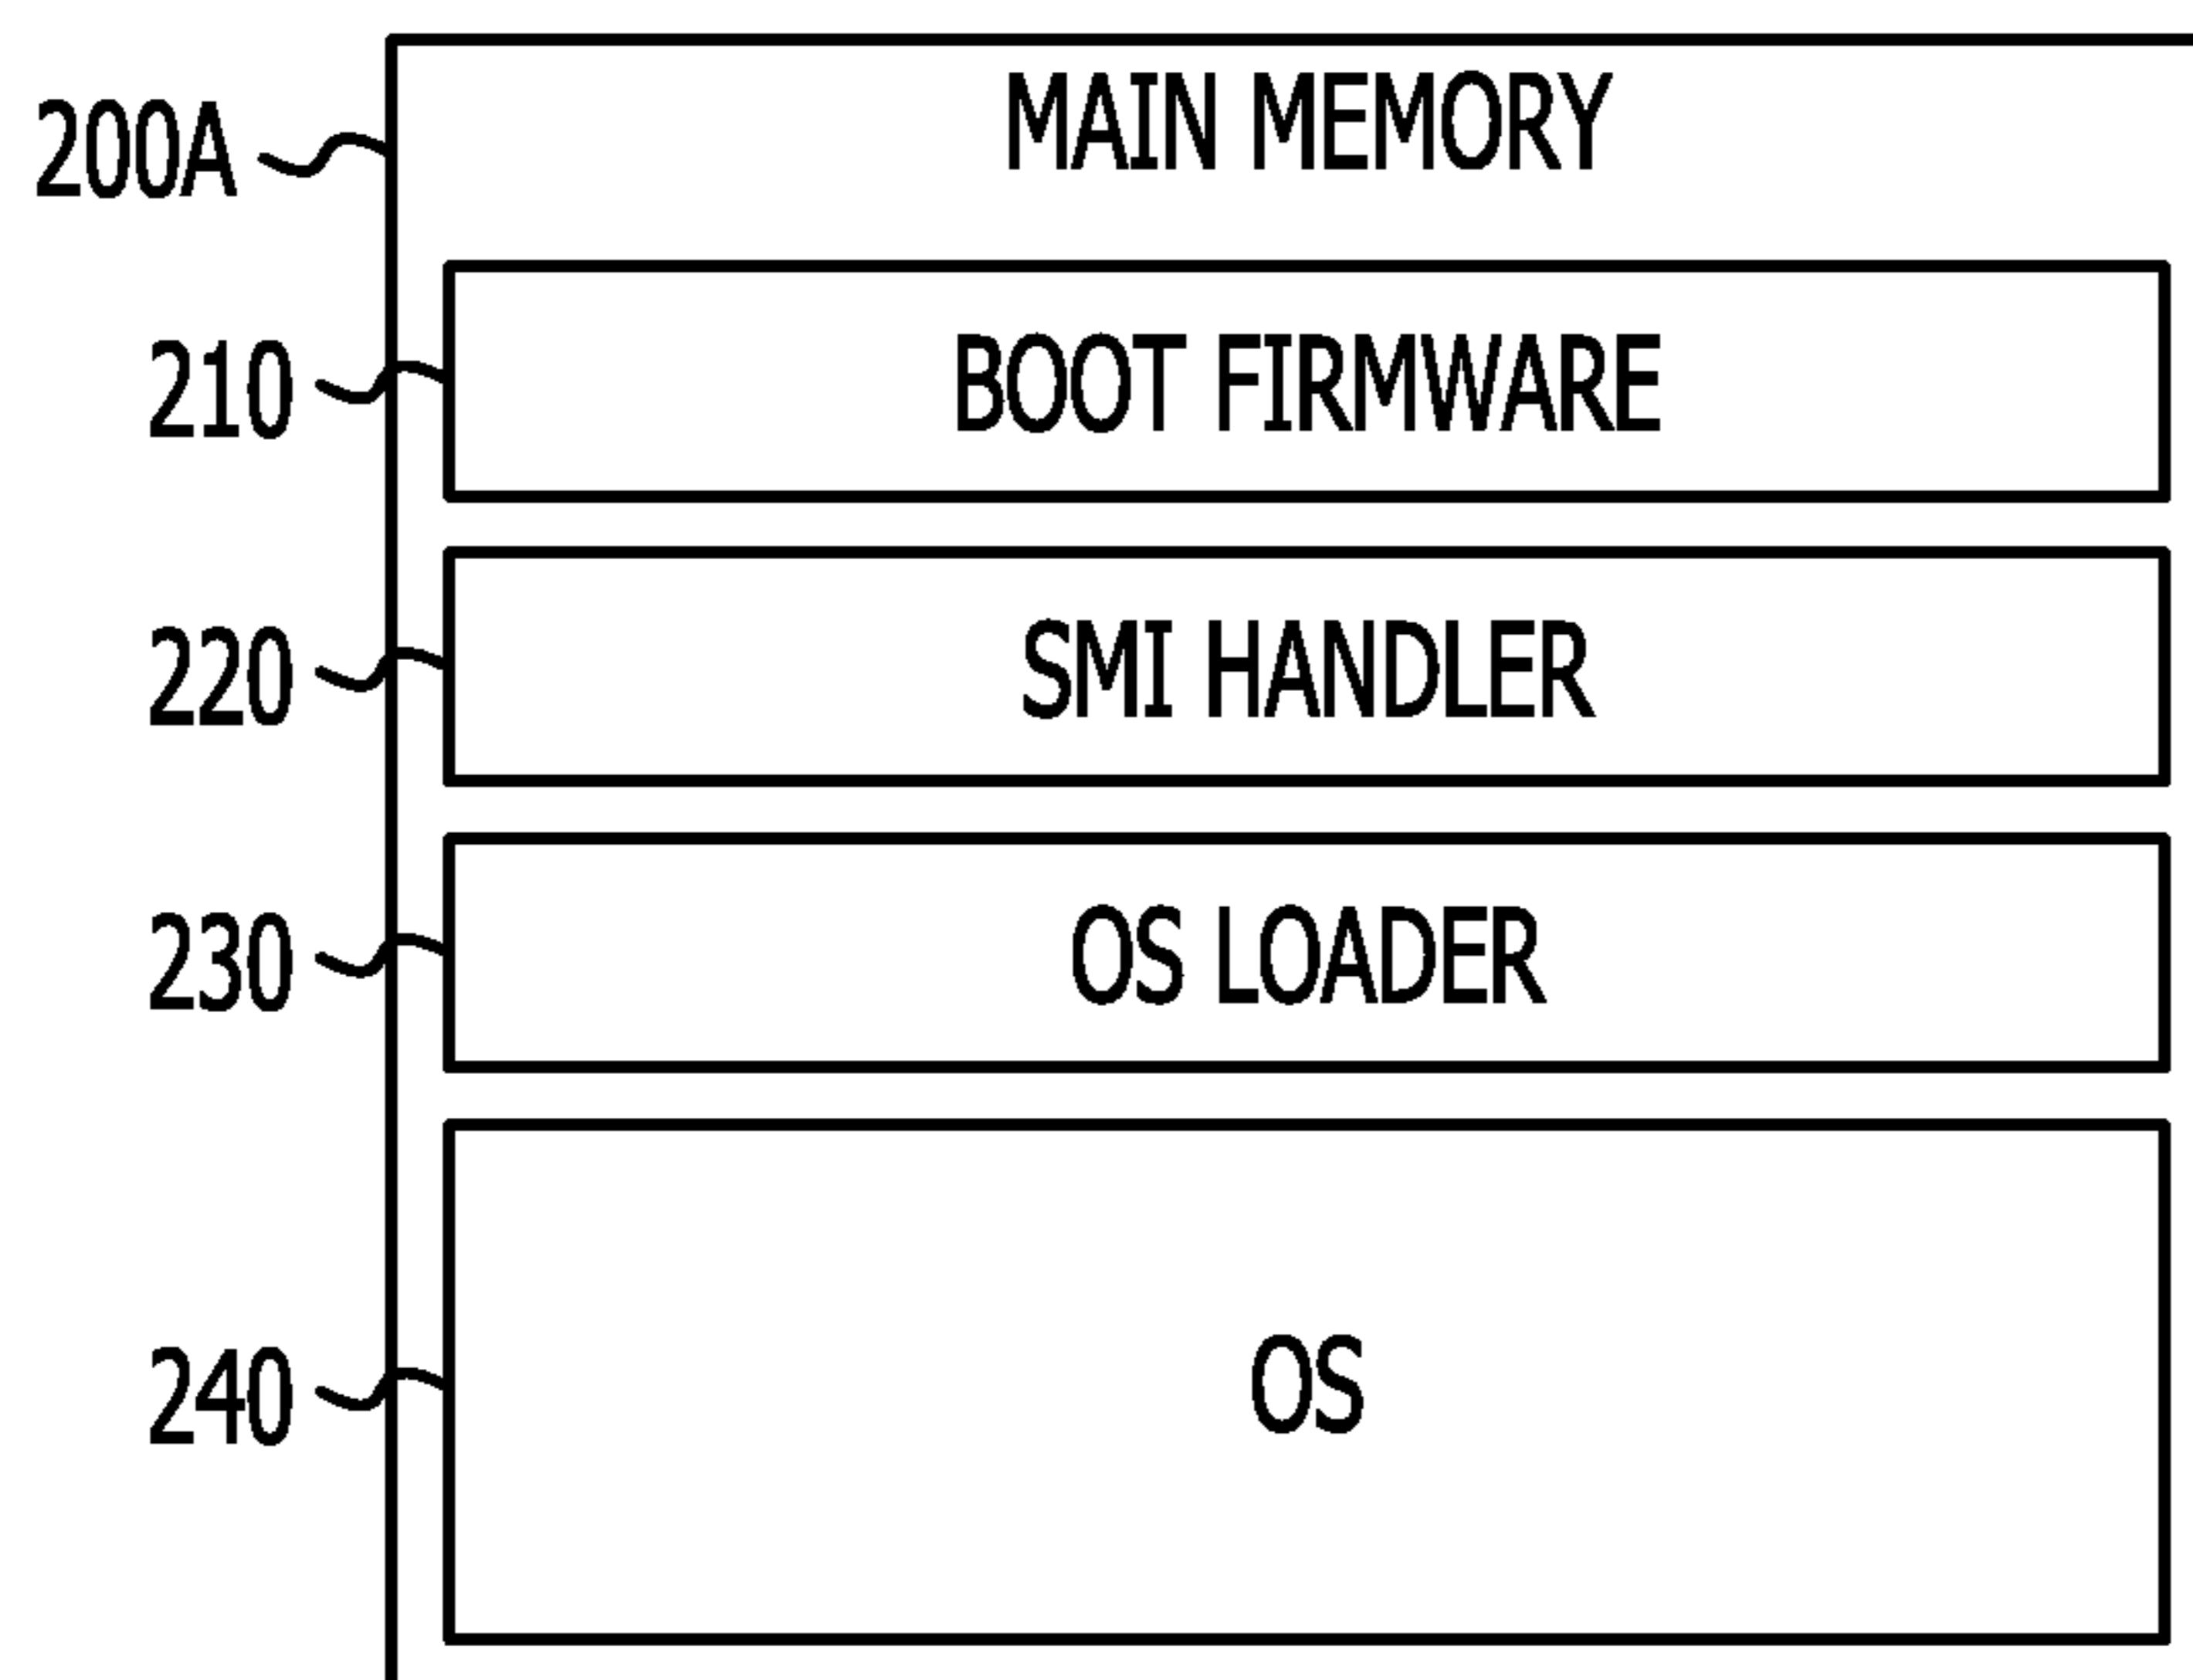 200A MAIN MEMORY
210 BOOT FIRMWARE
220 SMI HANDLER
230 OS LOADER
240 OS